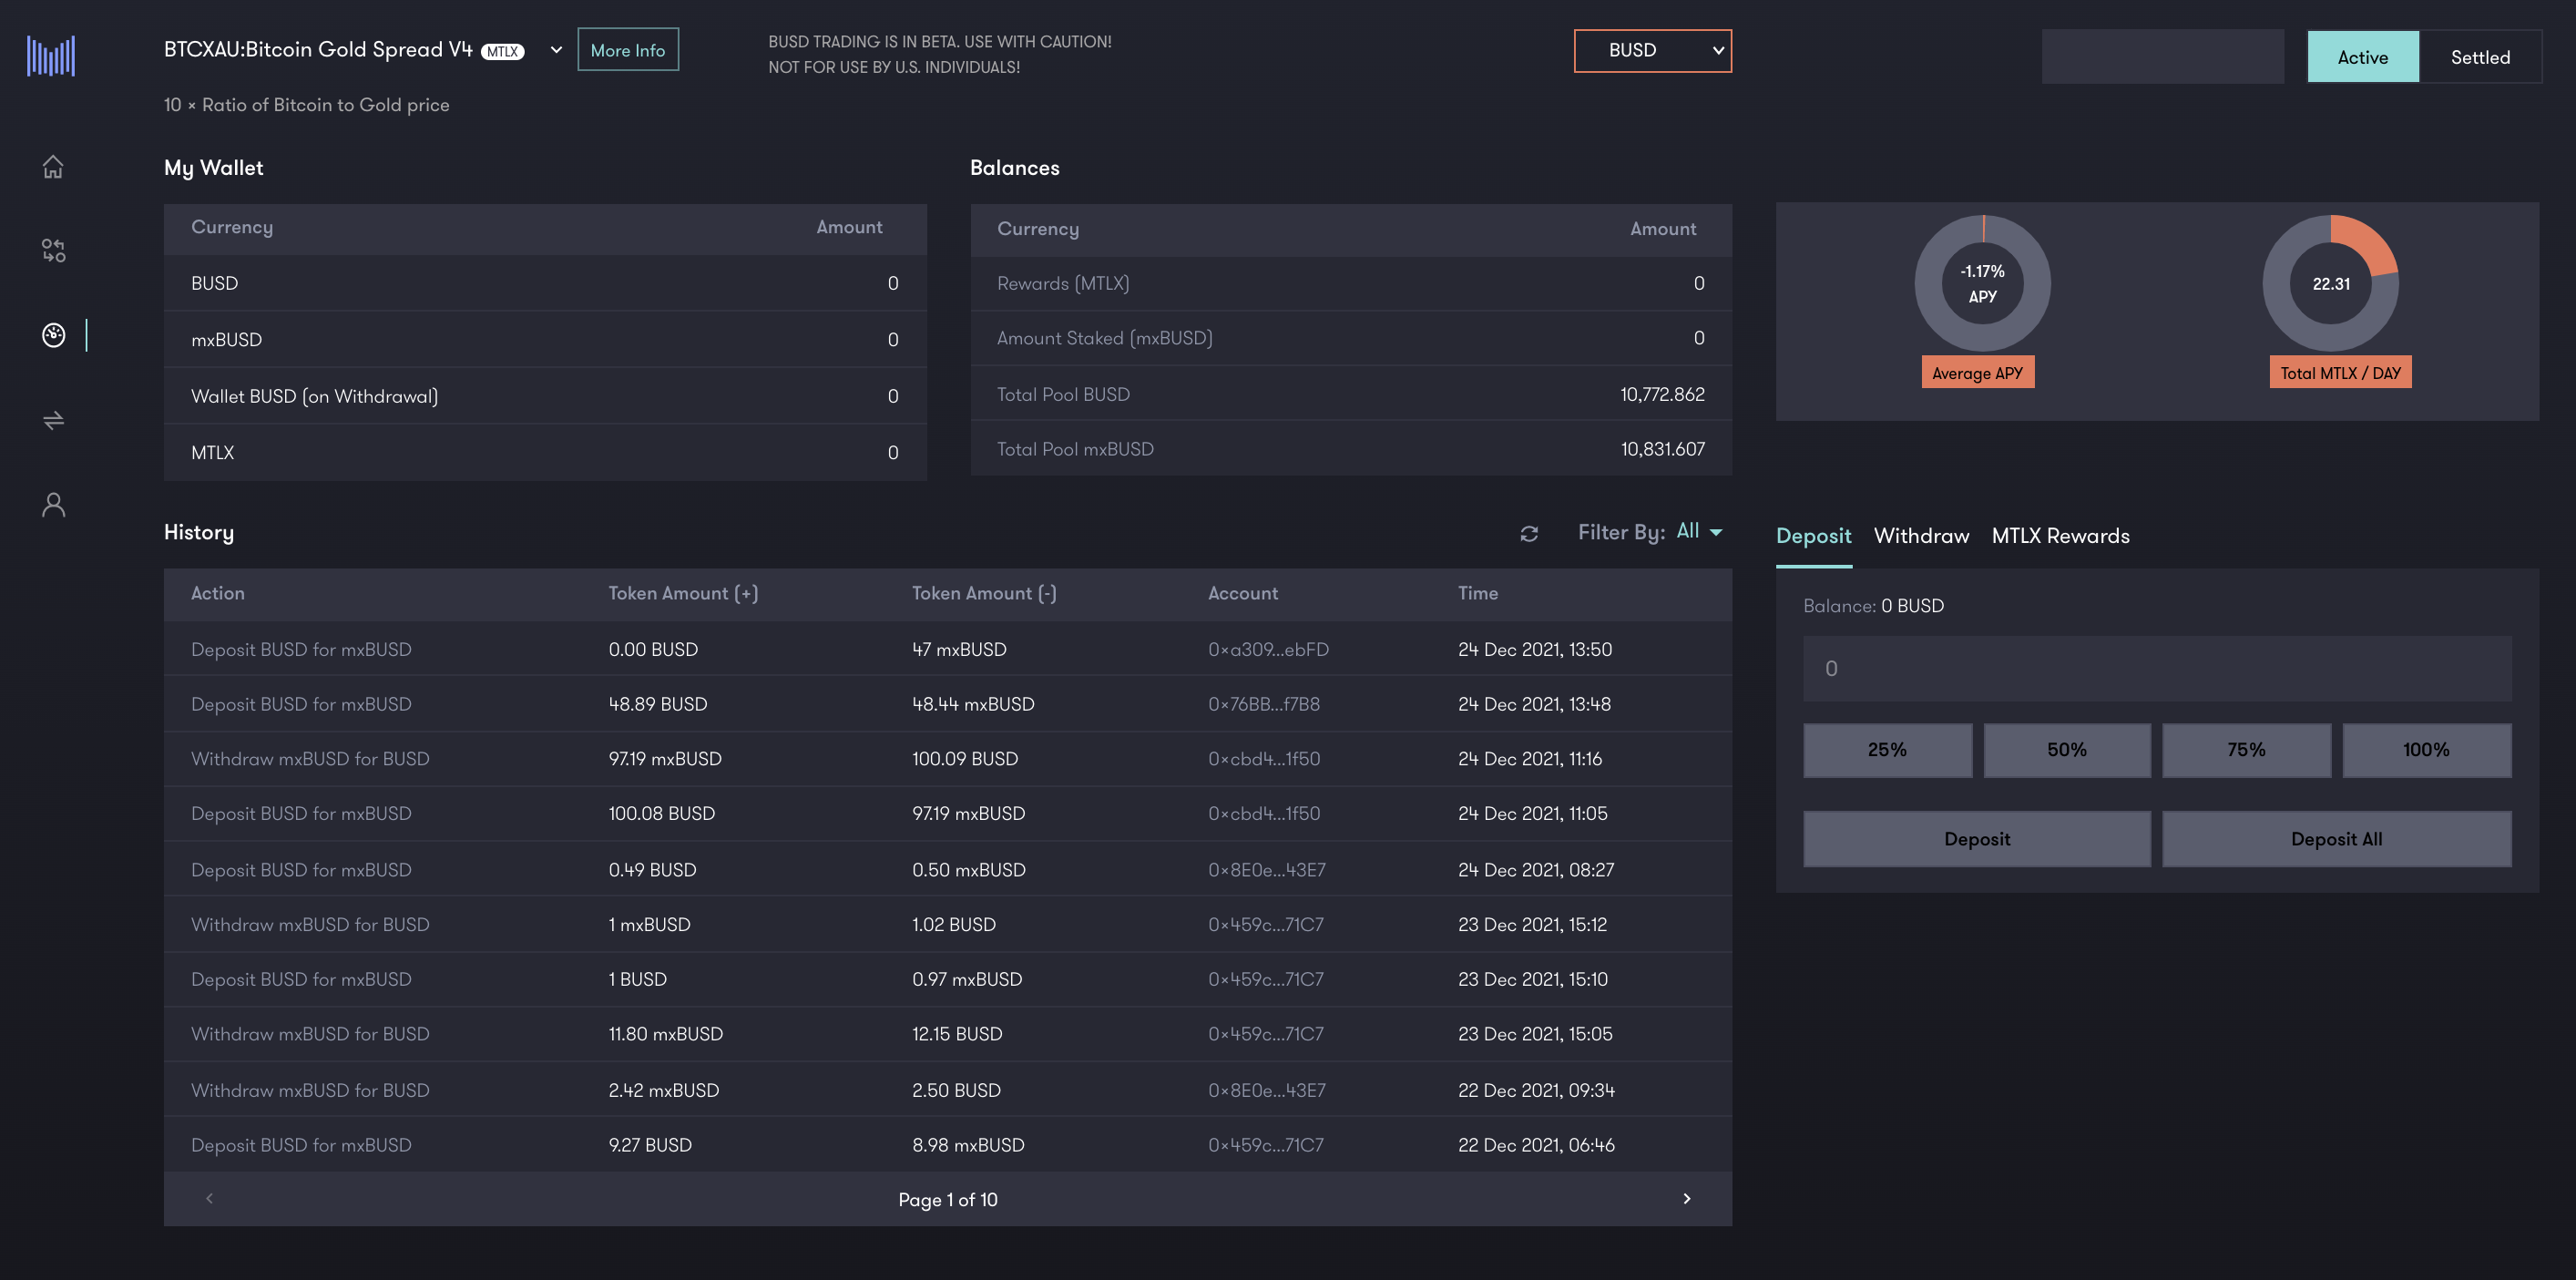 BTCXAU:Bitcoin Gold Spread V4 MTLX More Info
BUSD TRADING IS IN BETA. USE WITH CAUTION!
NOT FOR USE BY U.S. INDIVIDUALS!
BUSD
Active Settled
10 × Ratio of Bitcoin to Gold price
My Wallet
Currency Amount
BUSD 0
mxBUSD 0
Wallet BUSD (on Withdrawal) 0
MTLX 0
Balances
Currency Amount
Rewards (MTLX) 0
Amount Staked (mxBUSD) 0
Total Pool BUSD 10,772.862
Total Pool mxBUSD 10,831.607
-1.17%
APY
Average APY
22.31
Total MTLX / DAY
History Filter By: All
Action Token Amount (+) Token Amount (-) Account Time
Deposit BUSD for mxBUSD 0.00 BUSD 47 mxBUSD 0×a309...ebFD 24 Dec 2021, 13:50
Deposit BUSD for mxBUSD 48.89 BUSD 48.44 mxBUSD 0×76BB...f7B8 24 Dec 2021, 13:48
Withdraw mxBUSD for BUSD 97.19 mxBUSD 100.09 BUSD 0×cbd4...1f50 24 Dec 2021, 11:16
Deposit BUSD for mxBUSD 100.08 BUSD 97.19 mxBUSD 0×cbd4...1f50 24 Dec 2021, 11:05
Deposit BUSD for mxBUSD 0.49 BUSD 0.50 mxBUSD 0×8E0e...43E7 24 Dec 2021, 08:27
Withdraw mxBUSD for BUSD 1 mxBUSD 1.02 BUSD 0×459c...71C7 23 Dec 2021, 15:12
Deposit BUSD for mxBUSD 1 BUSD 0.97 mxBUSD 0×459c...71C7 23 Dec 2021, 15:10
Withdraw mxBUSD for BUSD 11.80 mxBUSD 12.15 BUSD 0×459c...71C7 23 Dec 2021, 15:05
Withdraw mxBUSD for BUSD 2.42 mxBUSD 2.50 BUSD 0×8E0e...43E7 22 Dec 2021, 09:34
Deposit BUSD for mxBUSD 9.27 BUSD 8.98 mxBUSD 0×459c...71C7 22 Dec 2021, 06:46
Page 1 of 10
Deposit Withdraw MTLX Rewards
Balance: 0 BUSD
0
25% 50% 75% 100%
Deposit Deposit All